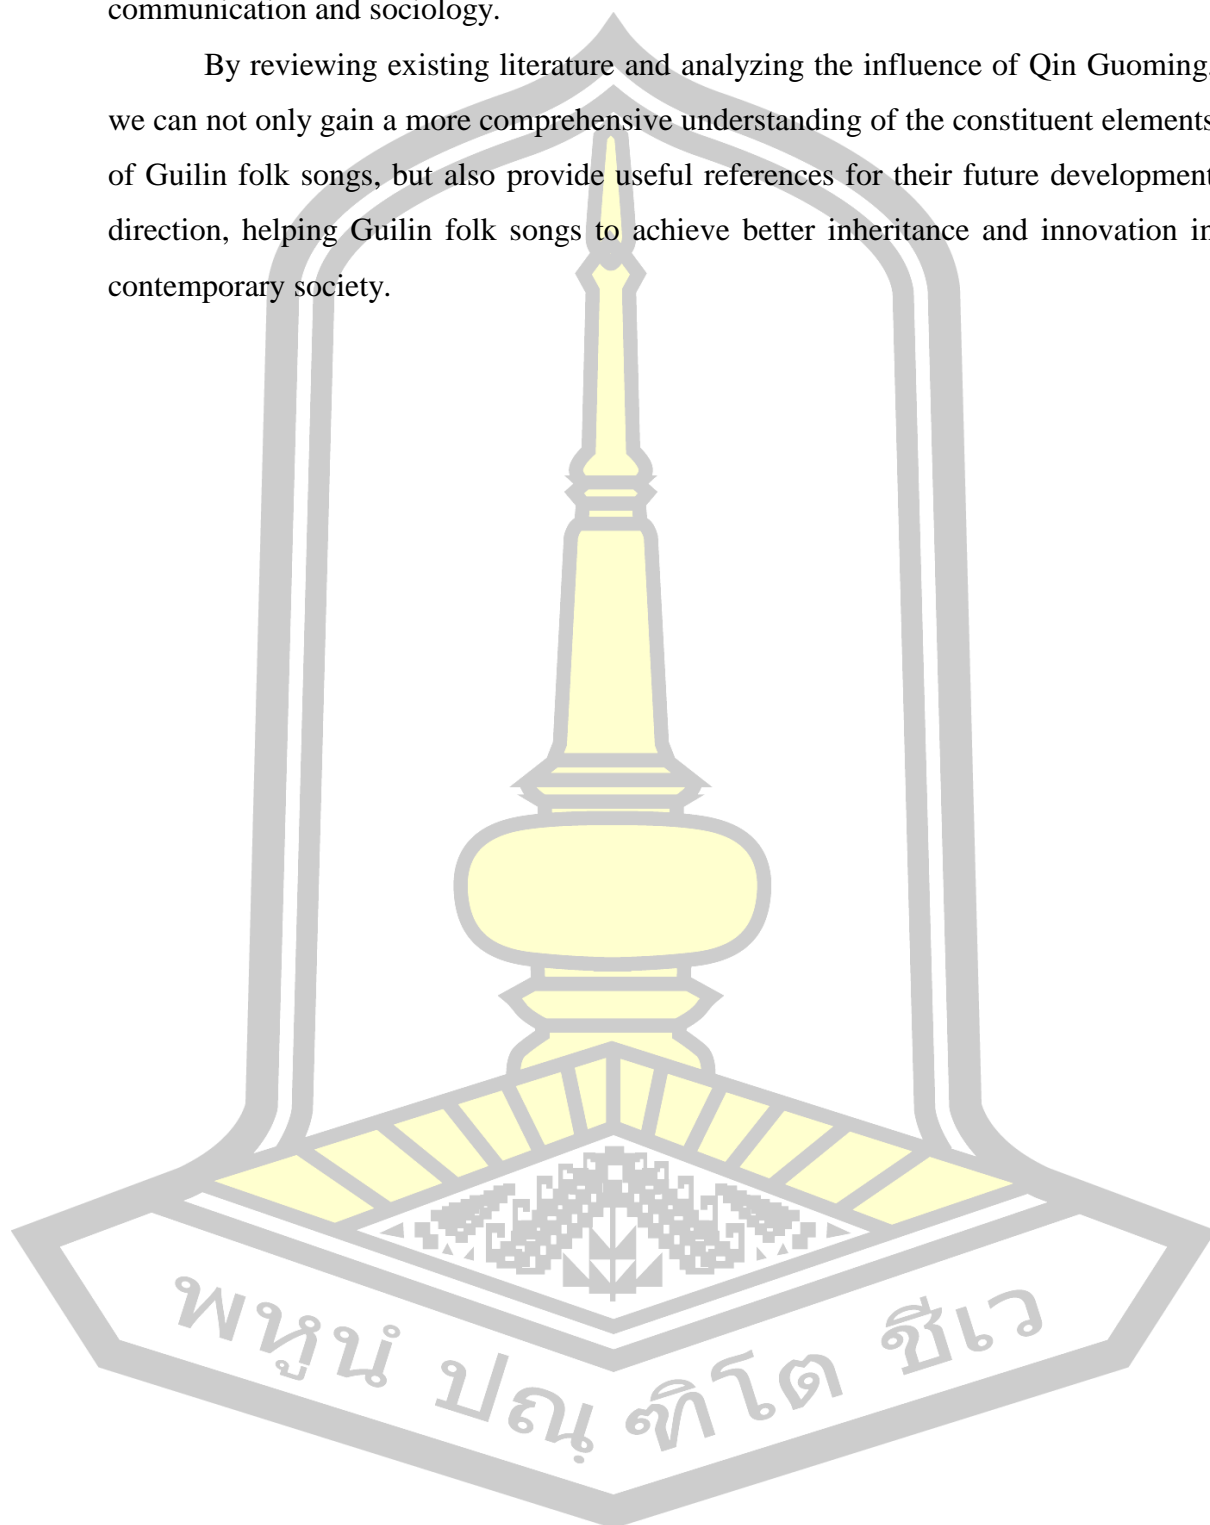 communication and sociology.
By reviewing existing literature and analyzing the influence of Qin Guoming,
we can not only gain a more comprehensive understanding of the constituent elements
of Guilin folk songs, but also provide useful references for their future development
direction, helping Guilin folk songs to achieve better inheritance and innovation in
contemporary society.
พหูนํ ปณฺฑิโต ชีเว